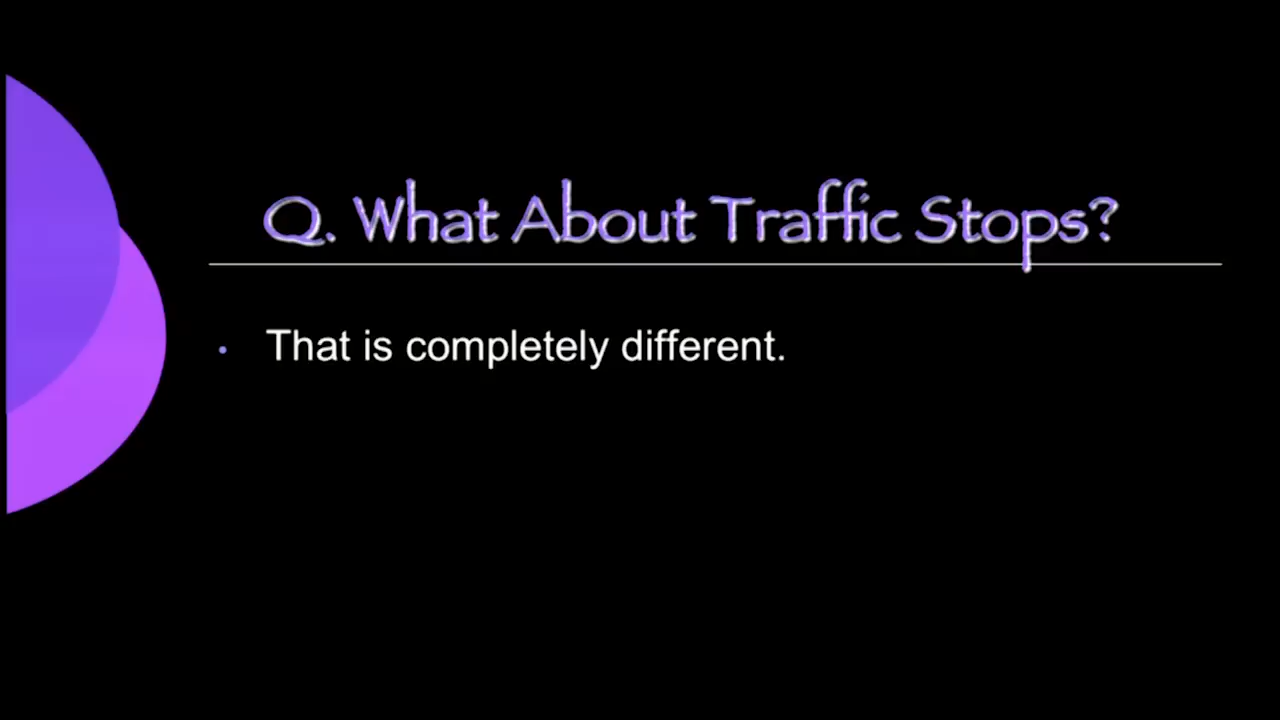 Q. What About Traffic Stops?
• That is completely different.